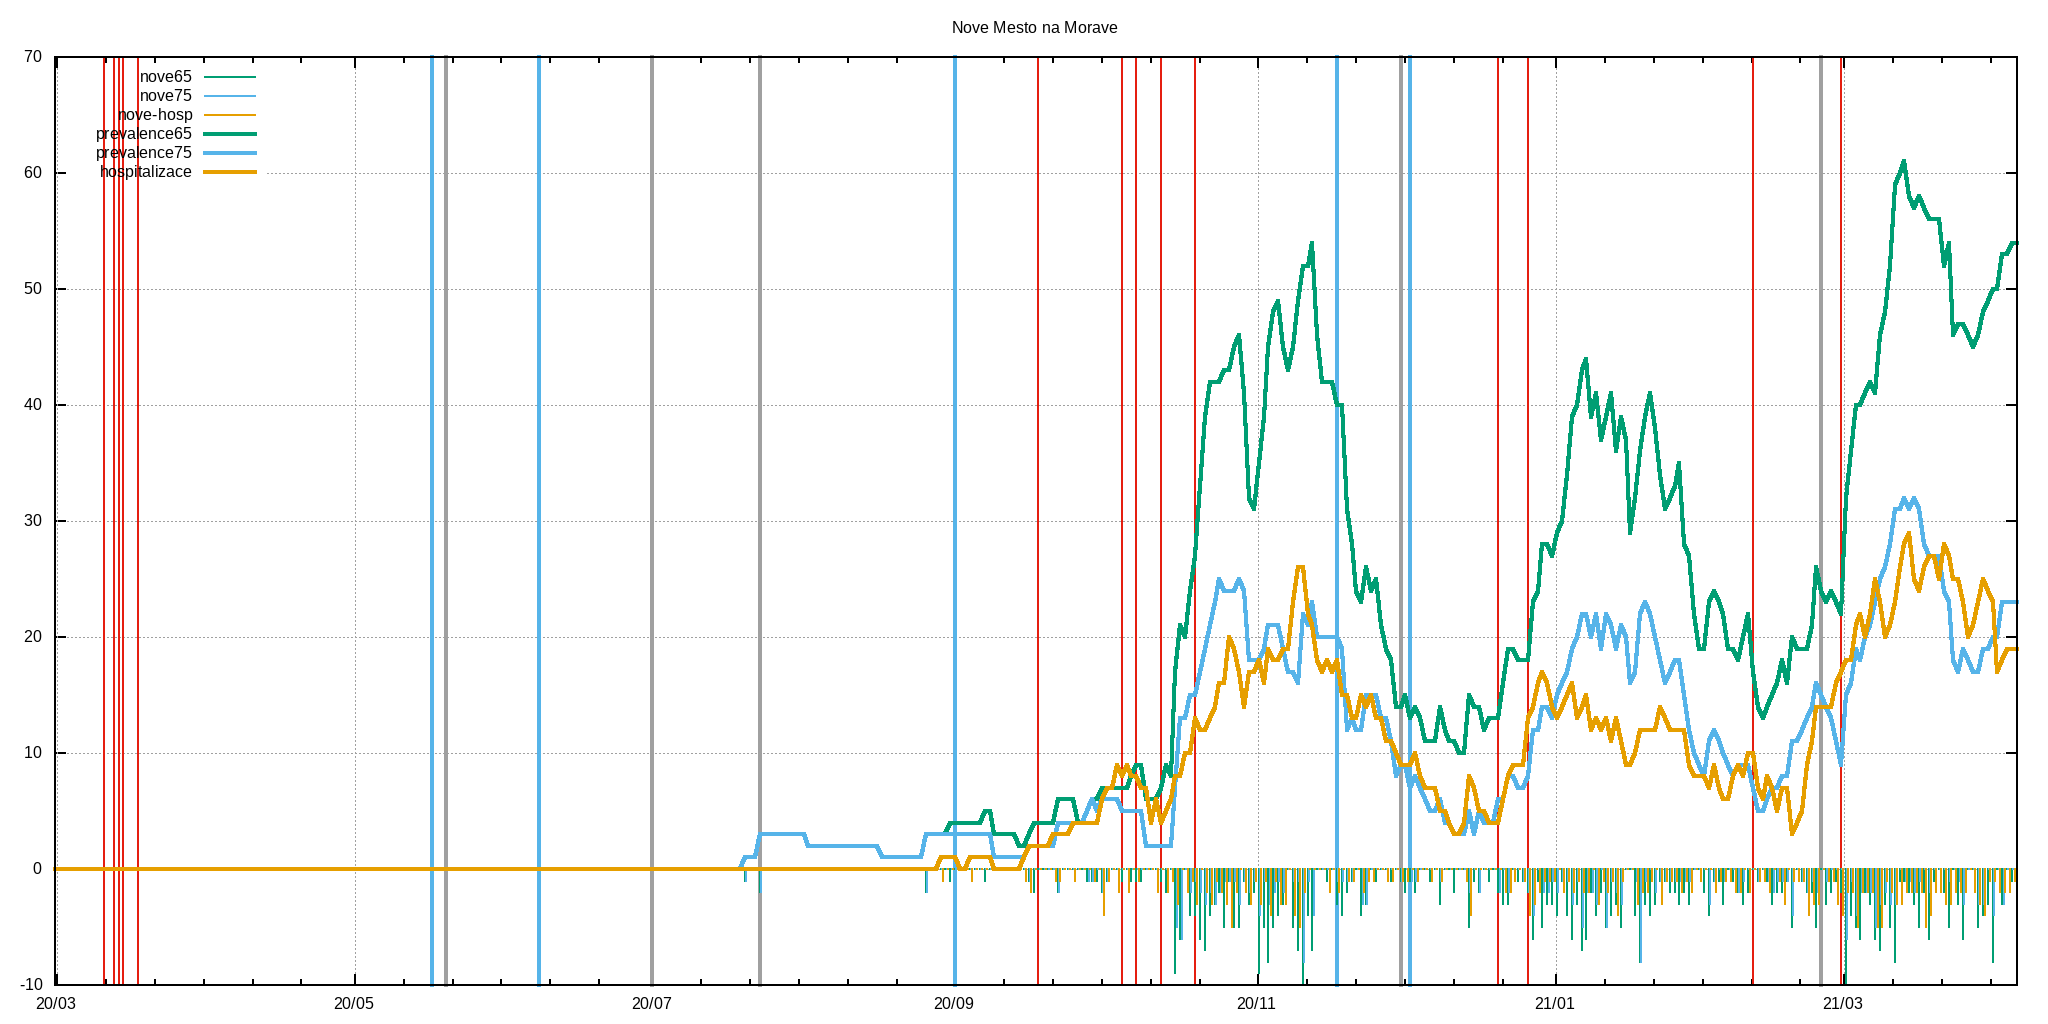 Nove Mesto na Morave
70
60
50
40
30
20
10
0
-10
nove65
nove75
nove-hosp
prevalence65
prevalence75
hospitalizace
20/03 20/05 20/07 20/09 20/11 21/01 21/03